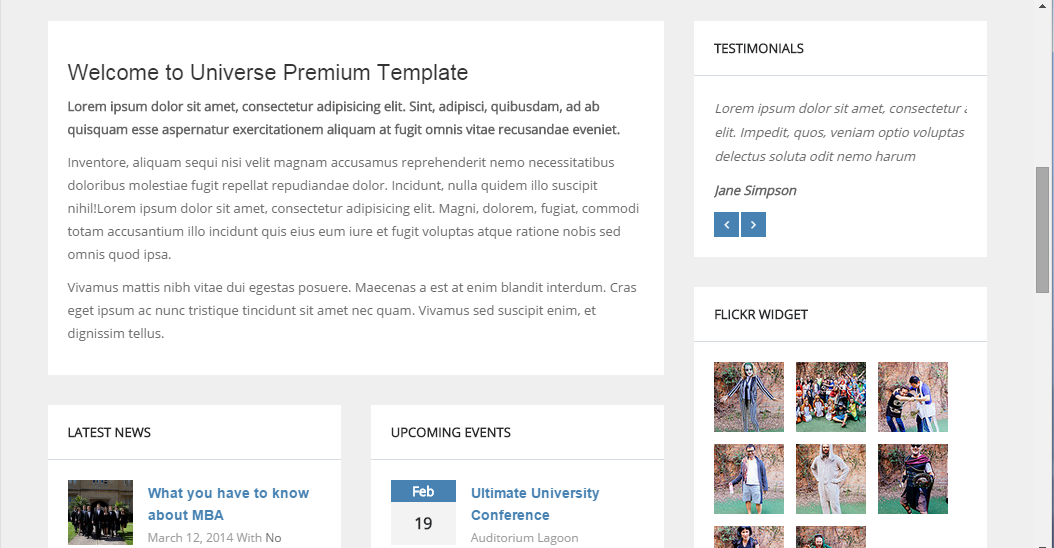 Welcome to Universe Premium Template
Lorem ipsum dolor sit amet, consectetur adipisicing elit. Sint, adipisci, quibusdam, ad ab
quisquam esse aspernatur exercitationem aliquam at fugit omnis vitae recusandae eveniet.
Inventore, aliquam sequi nisi velit magnam accusamus reprehenderit nemo necessitatibus
doloribus molestiae fugit repellat repudiandae dolor. Incidunt, nulla quidem illo suscipit
nihil!Lorem ipsum dolor sit amet, consectetur adipisicing elit. Magni, dolorem, fugiat, commodi
totam accusantium illo incidunt quis eius eum iure et fugit voluptas atque ratione nobis sed
omnis quod ipsa.
Vivamus mattis nibh vitae dui egestas posuere. Maecenas a est at enim blandit interdum. Cras
eget ipsum ac nunc tristique tincidunt sit amet nec quam. Vivamus sed suscipit enim, et
dignissim tellus.
TESTIMONIALS
Lorem ipsum dolor sit amet, consectetur
elit. Impedit, quos, veniam optio voluptas
delectus soluta odit nemo harum
Jane Simpson
FLICKR WIDGET
LATEST NEWS
What you have to know
about MBA
March 12, 2014 With No
UPCOMING EVENTS
Feb
19
Ultimate University
Conference
Auditorium Lagoon